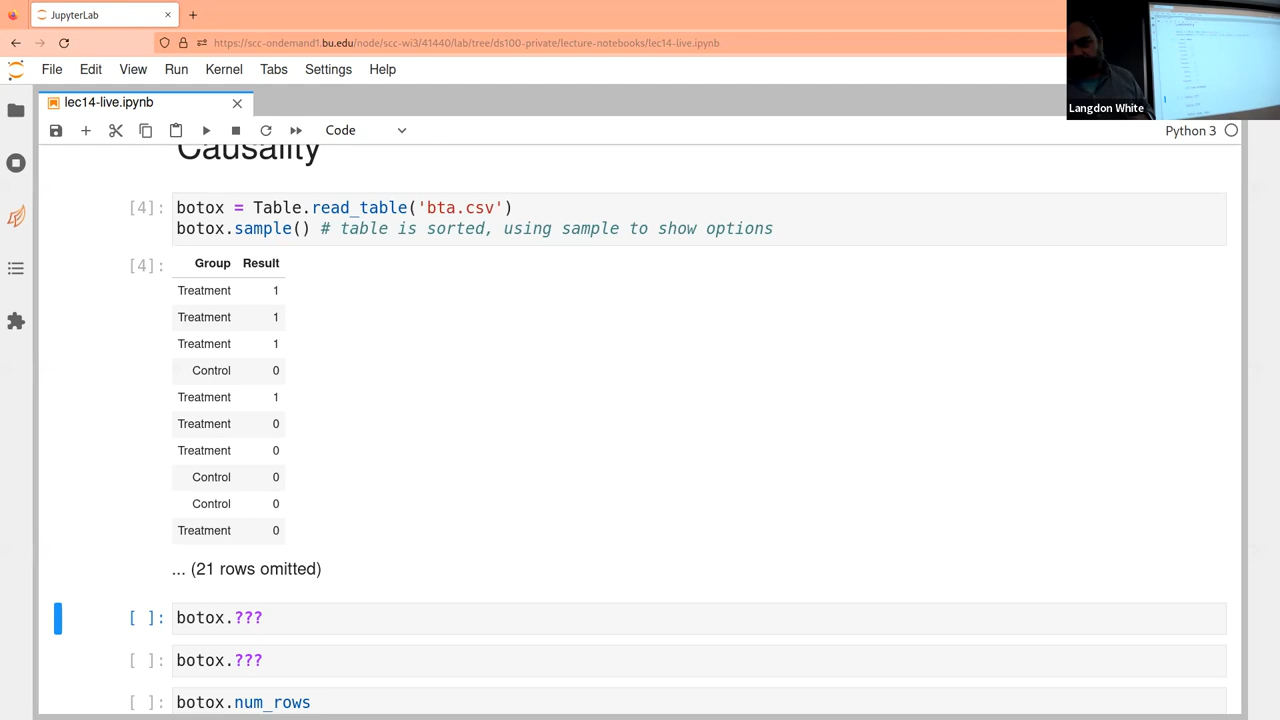 JupyterLab
https://scc-ondemand1.bu.edu/node/scc-wi3/41440/lab/tree/ds100-private/lecture-notebooks/lec14-live.ipynb
File Edit View Run Kernel Tabs Settings Help
Langdon White
lec14-live.ipynb
Code
Python 3
Causality
[4]: botox = Table.read_table('bta.csv')
botox.sample() # table is sorted, using sample to show options
[4]: Group Result
Treatment 1
Treatment 1
Treatment 1
Control 0
Treatment 1
Treatment 0
Treatment 0
Control 0
Control 0
Treatment 0
... (21 rows omitted)
[ ]: botox.???
[ ]: botox.???
[ ]: botox.num_rows